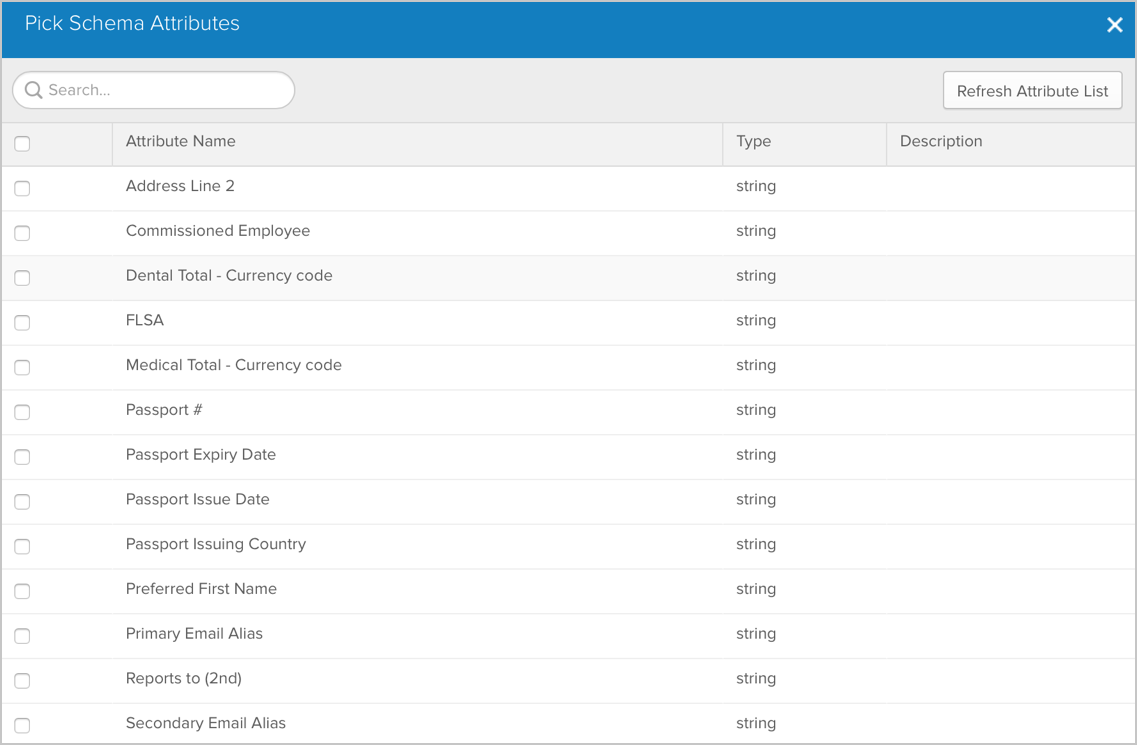 Pick Schema Attributes
Search...
Refresh Attribute List
Attribute Name Type Description
Address Line 2 string
Commissioned Employee string
Dental Total - Currency code string
FLSA string
Medical Total - Currency code string
Passport # string
Passport Expiry Date string
Passport Issue Date string
Passport Issuing Country string
Preferred First Name string
Primary Email Alias string
Reports to (2nd) string
Secondary Email Alias string